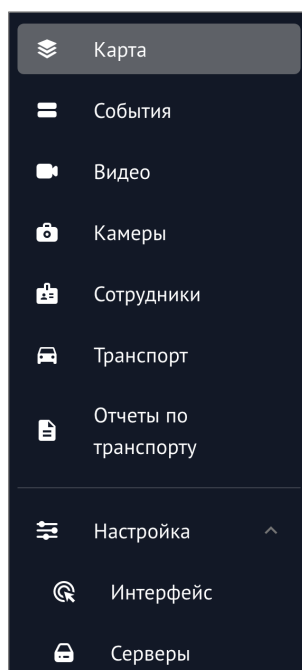 Карта
События
Видео
Камеры
Сотрудники
Транспорт
Отчеты по
транспорту
Настройка
Интерфейс
Серверы